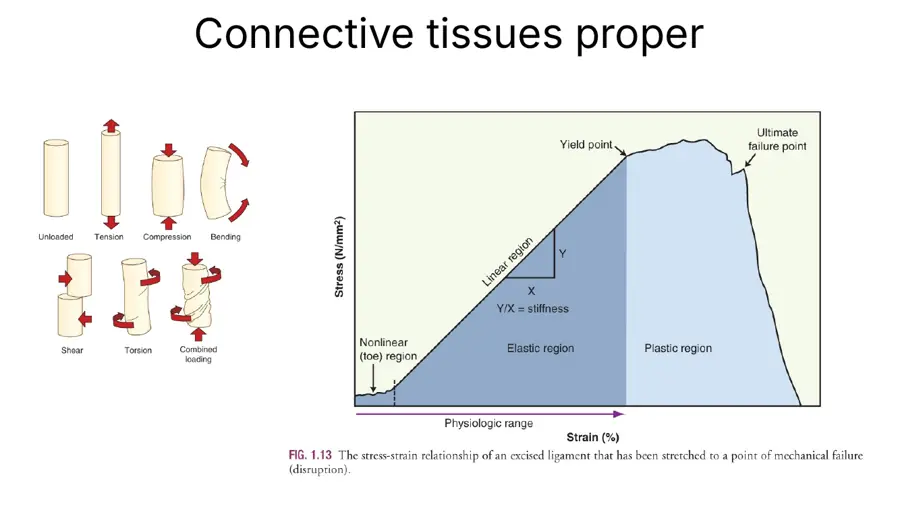 Connective tissues proper
Unloaded
Tension
Compression
Bending
Shear
Torsion
Combined
loading
Stress (N/mm²)
Yield point
Ultimate
failure point
Linear region
Y
X
Y/X = stiffness
Nonlinear
(toe) region
Elastic region
Plastic region
Physiologic range
Strain (%)
FIG. 1.13 The stress-strain relationship of an excised ligament that has been stretched to a point of mechanical failure
(disruption).